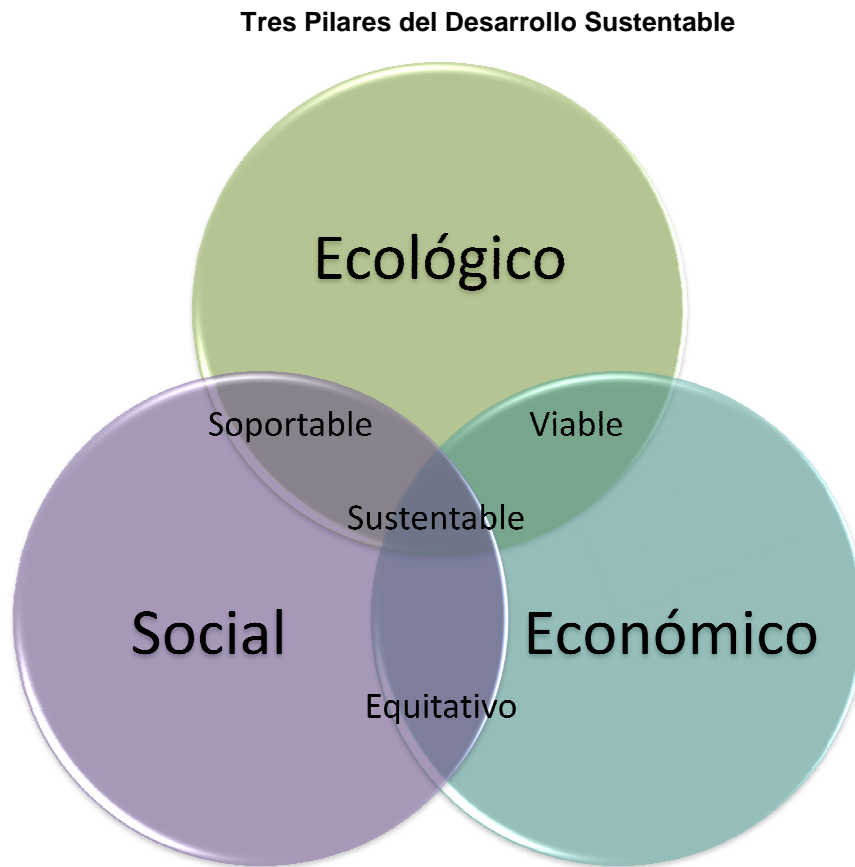 Tres Pilares del Desarrollo Sustentable
Ecológico
Soportable
Viable
Sustentable
Social
Económico
Equitativo